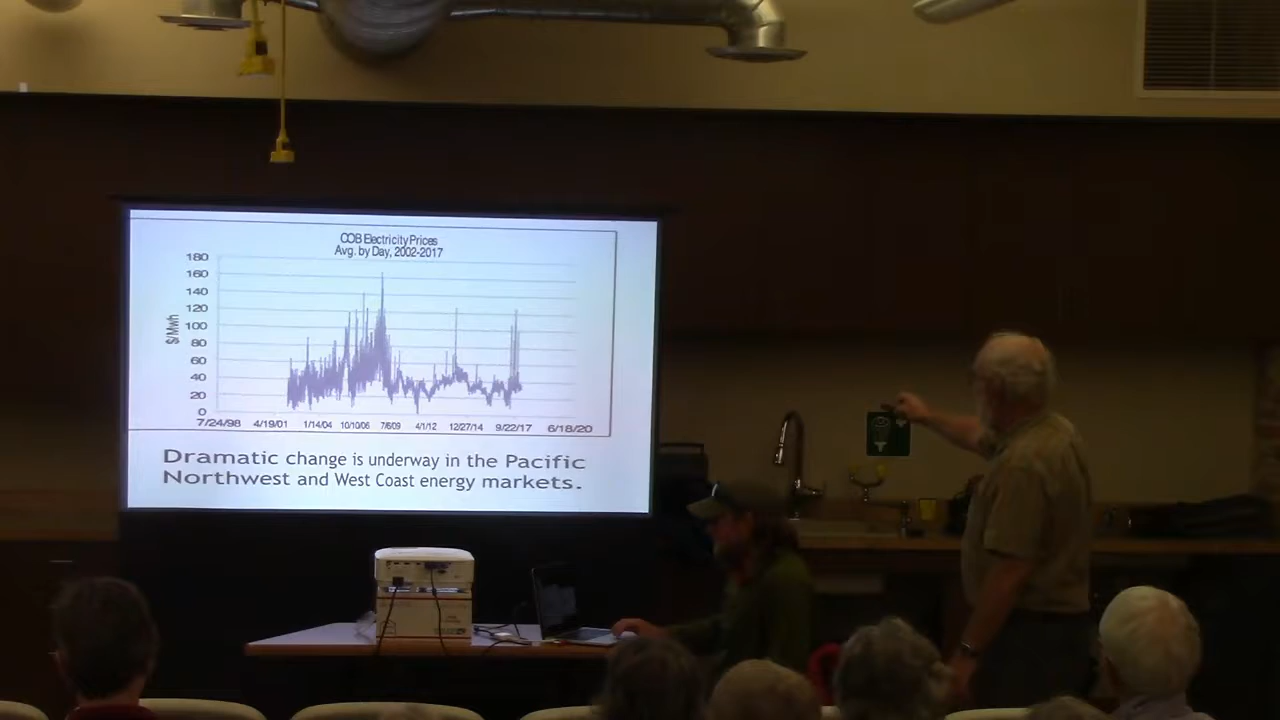 COB Electricity Prices
Avg. by Day, 2002-2017
180
160
140
120
100
80
60
40
20
0
$/Mwh
7/24/98 4/19/01 1/14/04 10/10/06 7/6/09 4/1/12 12/27/14 9/22/17 6/18/20
Dramatic change is underway in the Pacific
Northwest and West Coast energy markets.